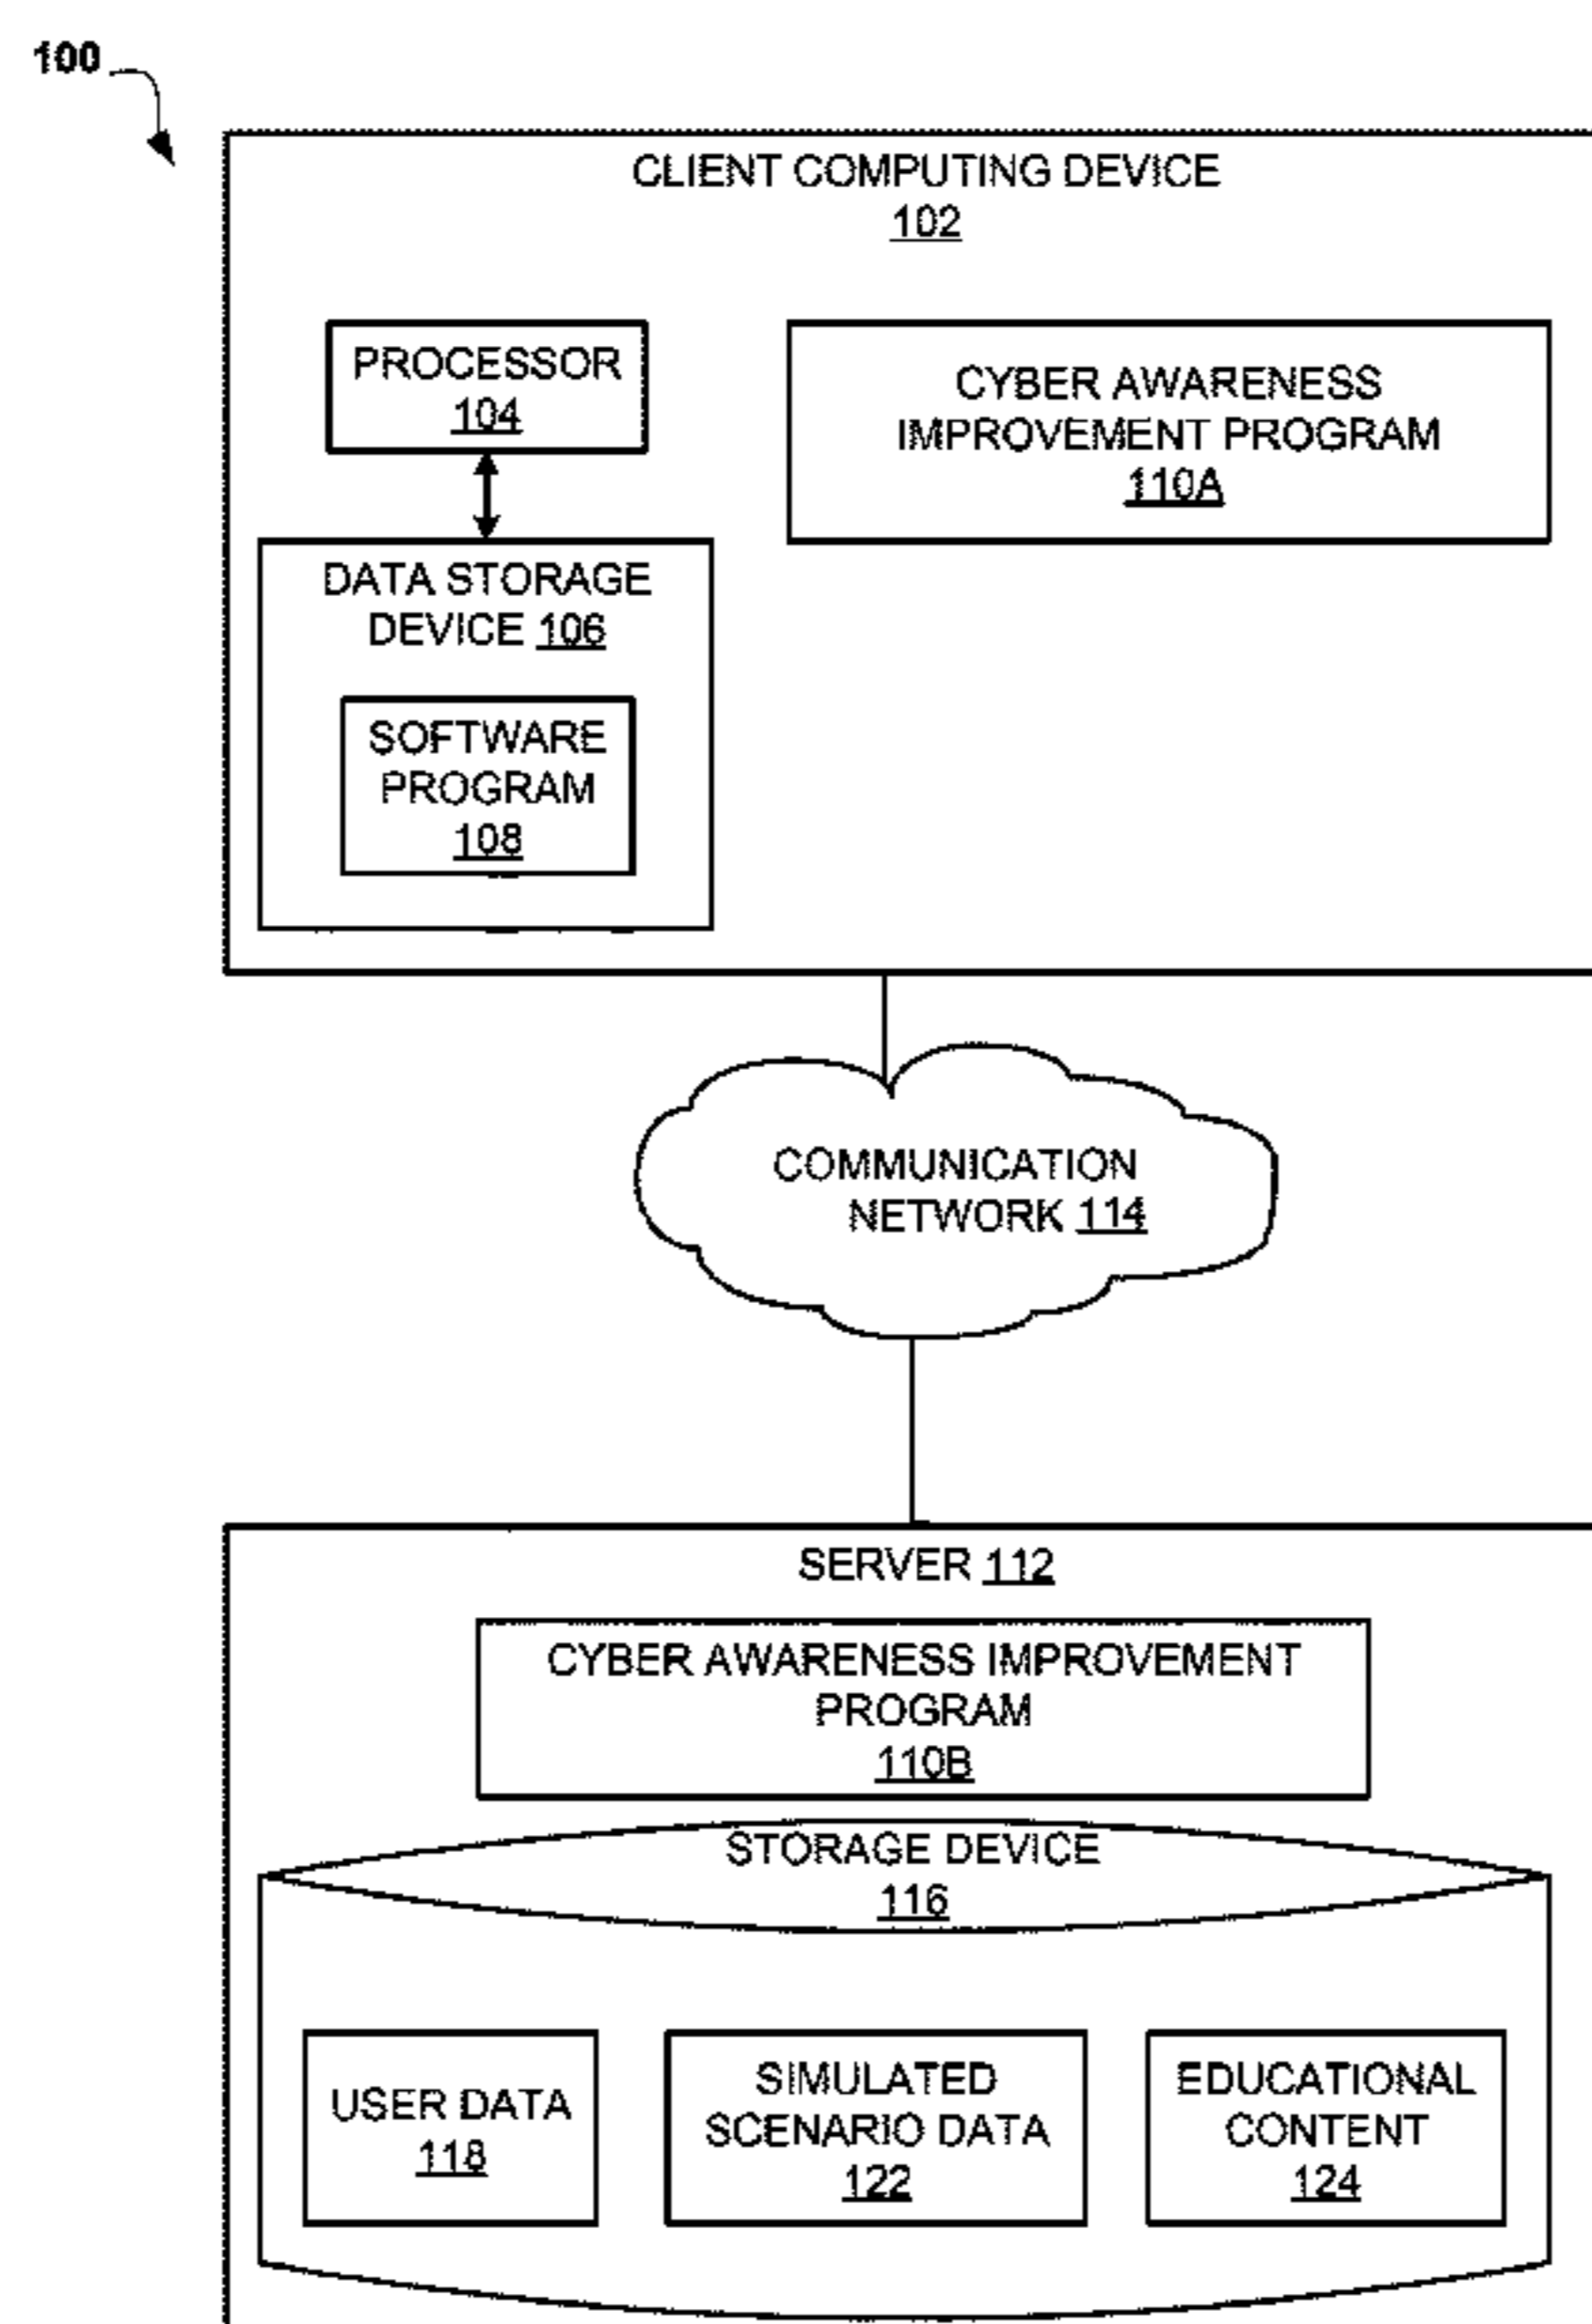 100
CLIENT COMPUTING DEVICE
102
PROCESSOR
104
CYBER AWARENESS
IMPROVEMENT PROGRAM
110A
DATA STORAGE
DEVICE 106
SOFTWARE
PROGRAM
108
COMMUNICATION
NETWORK 114
SERVER 112
CYBER AWARENESS IMPROVEMENT
PROGRAM
110B
STORAGE DEVICE
116
USER DATA
118
SIMULATED
SCENARIO DATA
122
EDUCATIONAL
CONTENT
124